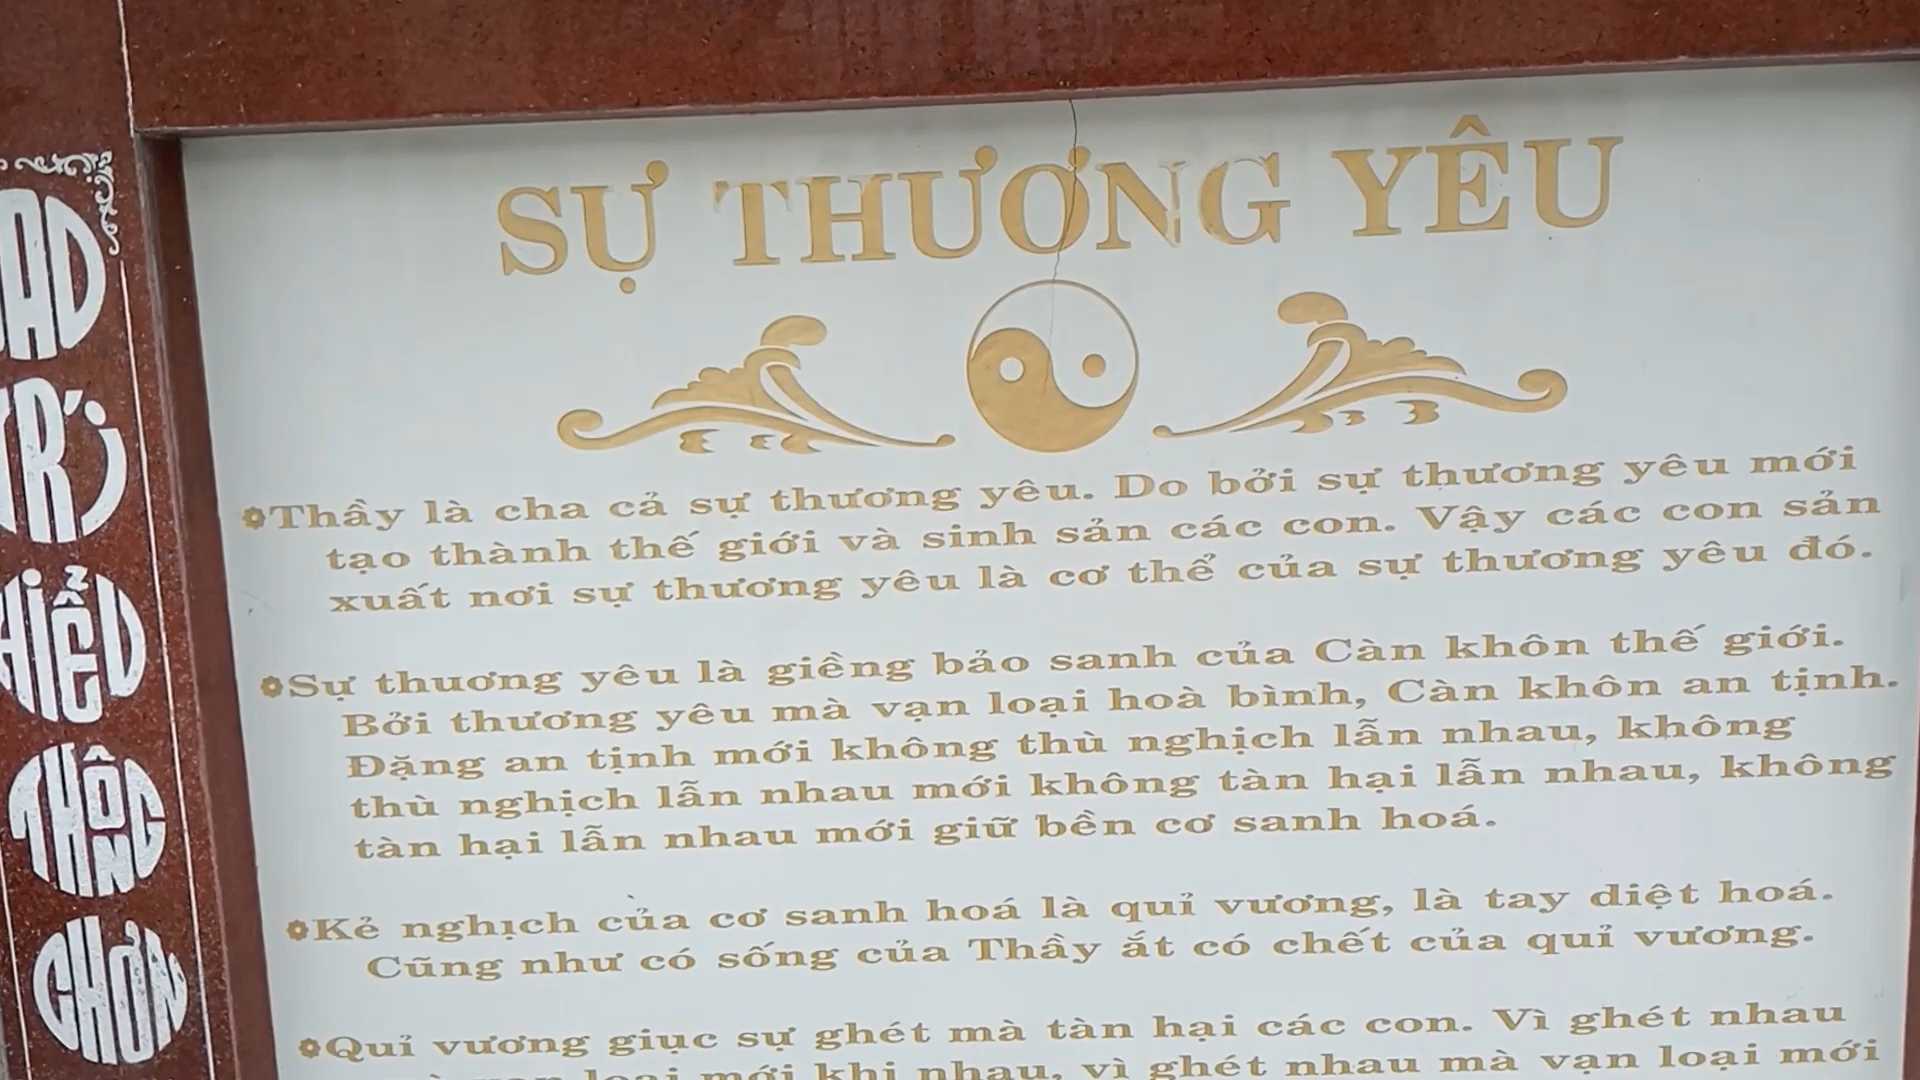 SỰ THƯƠNG YÊU
Thầy là cha cả sự thương yêu. Do bởi sự thương yêu mới
tạo thành thế giới và sinh sản các con. Vậy các con sản
xuất nơi sự thương yêu là cơ thể của sự thương yêu đó.
Sự thuơng yêu là giềng bảo sanh của Càn khôn thế giới.
Bởi thương yêu mà vạn loại hoà bình, Càn khôn an tịnh.
Đặng an tịnh mới không thù nghịch lẫn nhau, không
thù nghịch lẫn nhau mới không tàn hại lẫn nhau, không
tàn hại lẫn nhau mới giữ bền cơ sanh hoá.
Kẻ nghịch của cơ sanh hoá là quỉ vương, là tay diệt hoá.
Cũng như có sống của Thầy ắt có chết của quỉ vương.
Quỉ vương giục sự ghét mà tàn hại các con. Vì ghét nhau
vạn loại mới khi nhau, vì ghét nhau mà vạn loại mới
THÔNG
CHƠN